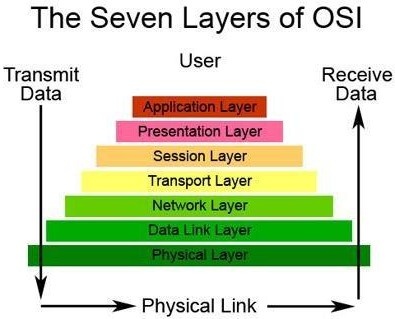 The Seven Layers of OSI
User
Transmit
Data
Receive
Data
Application Layer
Presentation Layer
Session Layer
Transport Layer
Network Layer
Data Link Layer
Physical Layer
Physical Link